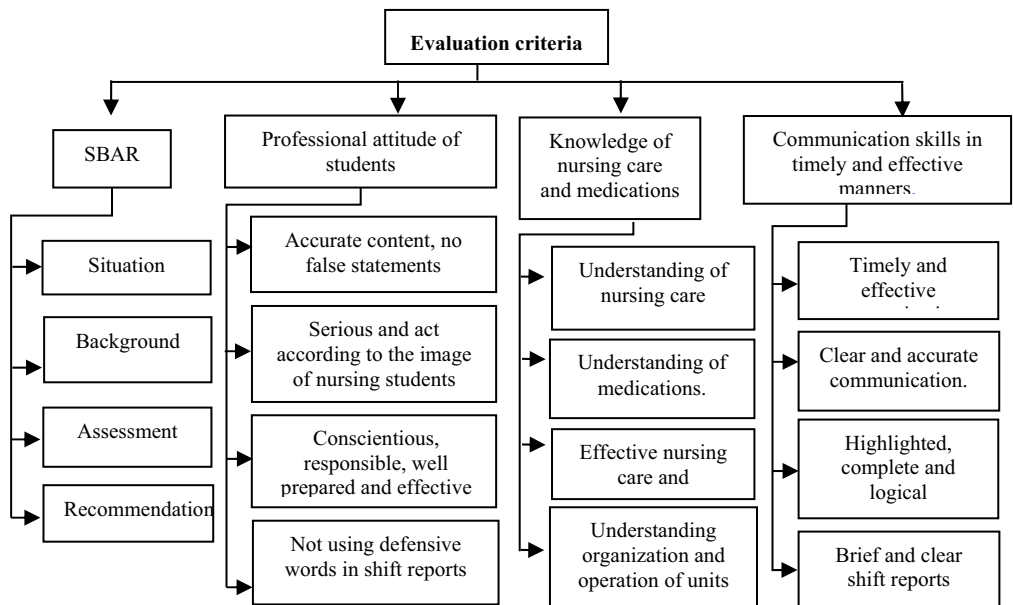 Evaluation criteria
SBAR
Situation
Background
Assessment
Recommendation
Professional attitude of
students
Accurate content, no
false statements
Serious and act
according to the image
of nursing students
Conscientious,
responsible, well
prepared and effective
Not using defensive
words in shift reports
Knowledge of
nursing care
and medications
Understanding of
nursing care
Understanding of
medications.
Effective nursing
care and
Understanding
organization and
operation of units
Communication skills in
timely and effective
manners.
Timely and
effective
Clear and accurate
communication.
Highlighted,
complete and
logical
Brief and clear
shift reports